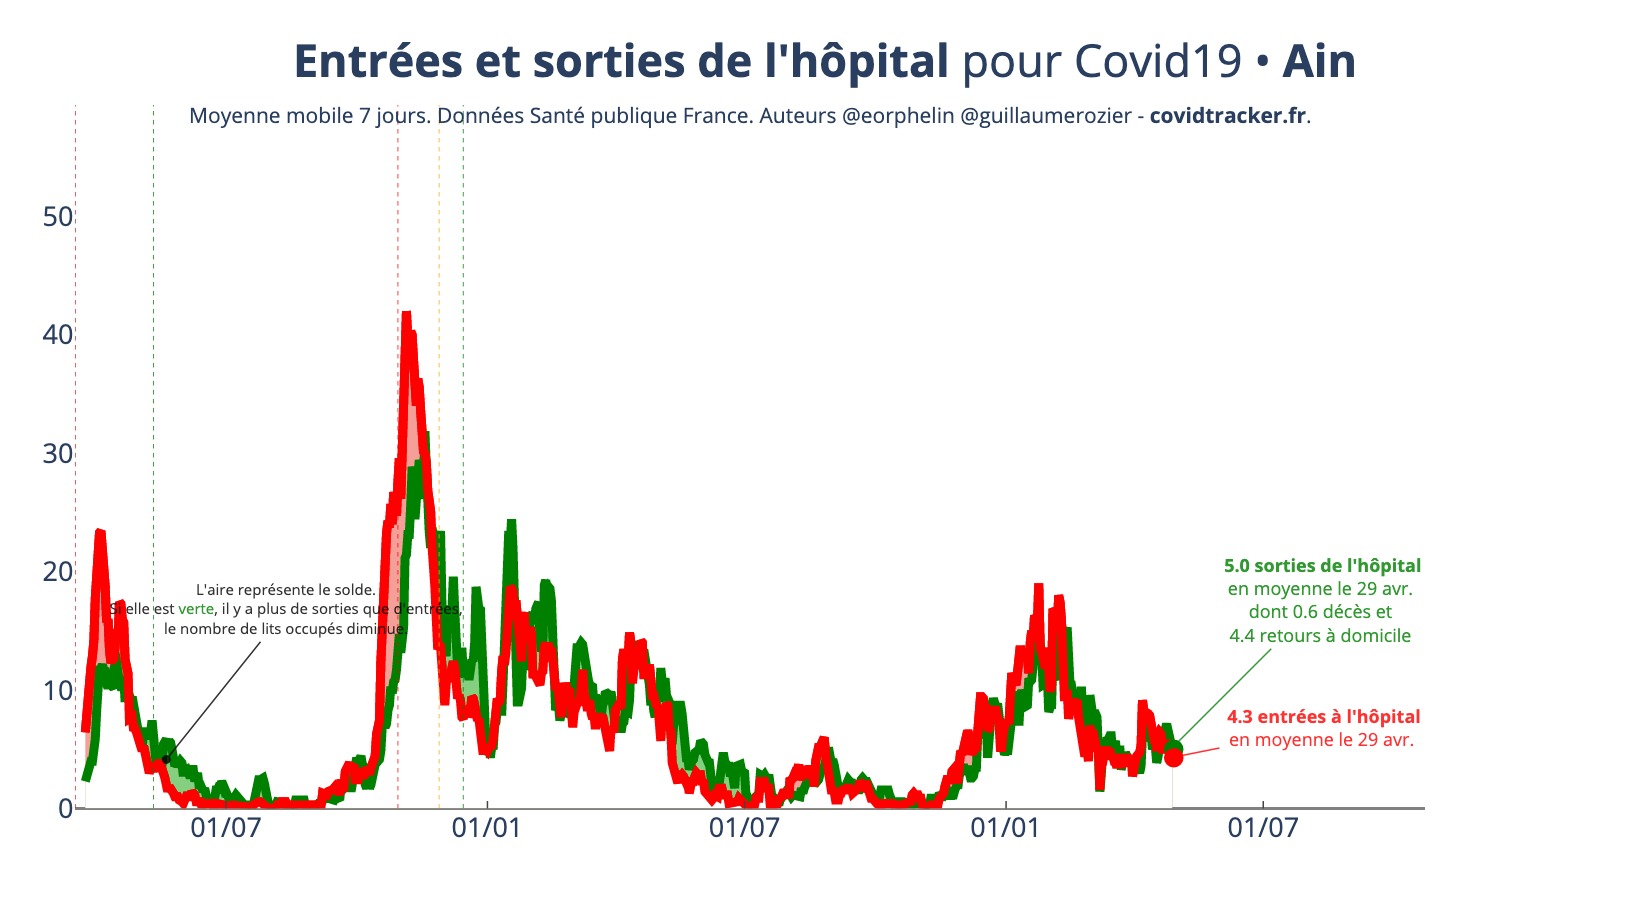 Entrées et sorties de l'hôpital pour Covid19 • Ain
Moyenne mobile 7 jours. Données Santé publique France. Auteurs @eorphelin @guillaumerozier - covidtracker.fr.
50
40
30
20
10
0
L'aire représente le solde.
Si elle est verte, il y a plus de sorties que d'entrées,
le nombre de lits occupés diminue.
5.0 sorties de l'hôpital
en moyenne le 29 avr.
dont 0.6 décès et
4.4 retours à domicile
4.3 entrées à l'hôpital
en moyenne le 29 avr.
01/07
01/01
01/07
01/01
01/07